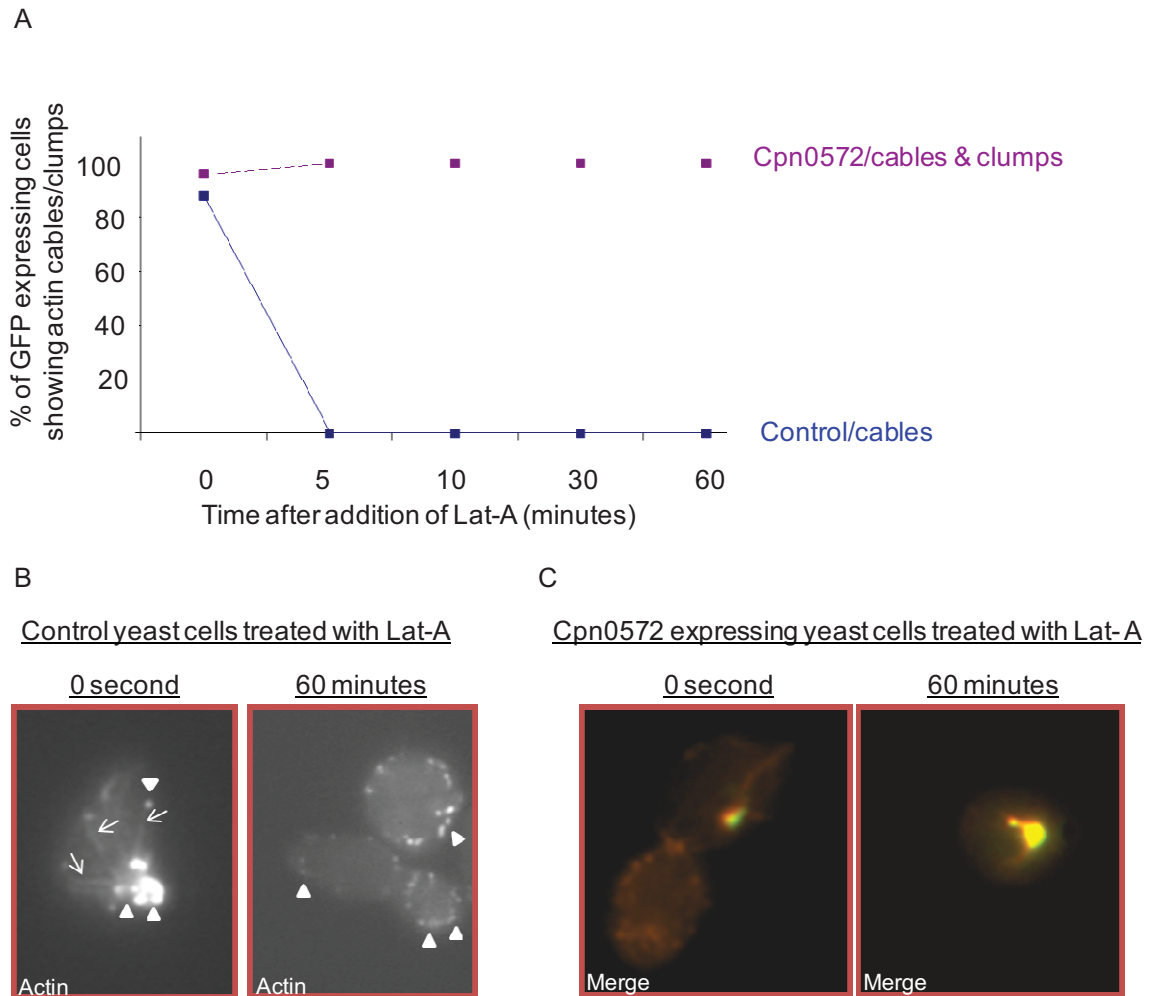 A
% of GFP expressing cells
showing actin cables/clumps
100
80
60
40
20
Cpn0572/cables & clumps
Control/cables
0 5 10 30 60
Time after addition of Lat-A (minutes)
B
Control yeast cells treated with Lat-A
0 second 60 minutes
Actin Actin
C
Cpn0572 expressing yeast cells treated with Lat-A
0 second 60 minutes
Merge Merge